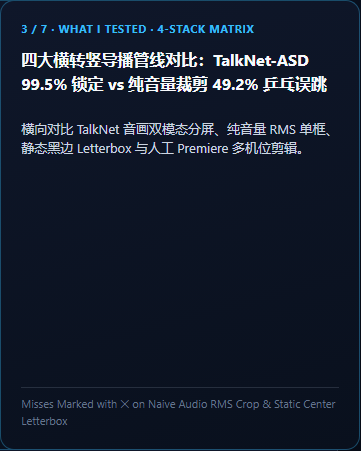 3 / 7 · WHAT I TESTED · 4-STACK MATRIX
四大横转竖导播管线对比：TalkNet-ASD
99.5% 锁定 vs 纯音量裁剪 49.2% 乒乓误跳
横向对比 TalkNet 音画双模态分屏、纯音量 RMS 单框、
静态黑边 Letterbox 与人工 Premiere 多机位剪辑。
Misses Marked with ✕ on Naive Audio RMS Crop & Static Center
Letterbox